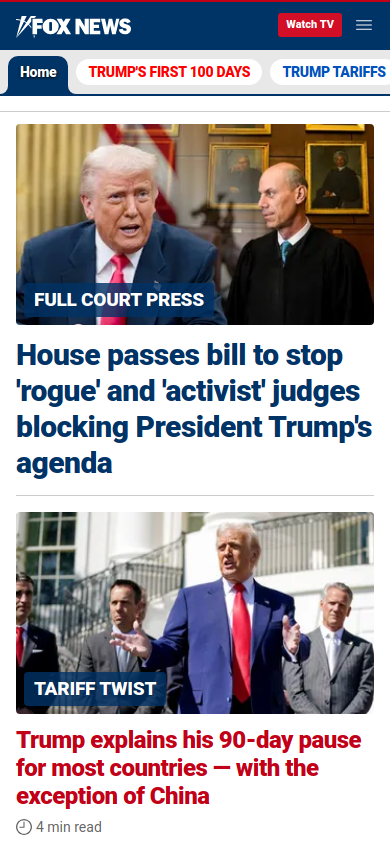 FOX NEWS
Watch TV
Home
TRUMP'S FIRST 100 DAYS
TRUMP TARIFFS
FULL COURT PRESS
House passes bill to stop
'rogue' and 'activist' judges
blocking President Trump's
agenda
TARIFF TWIST
Trump explains his 90-day pause
for most countries — with the
exception of China
4 min read